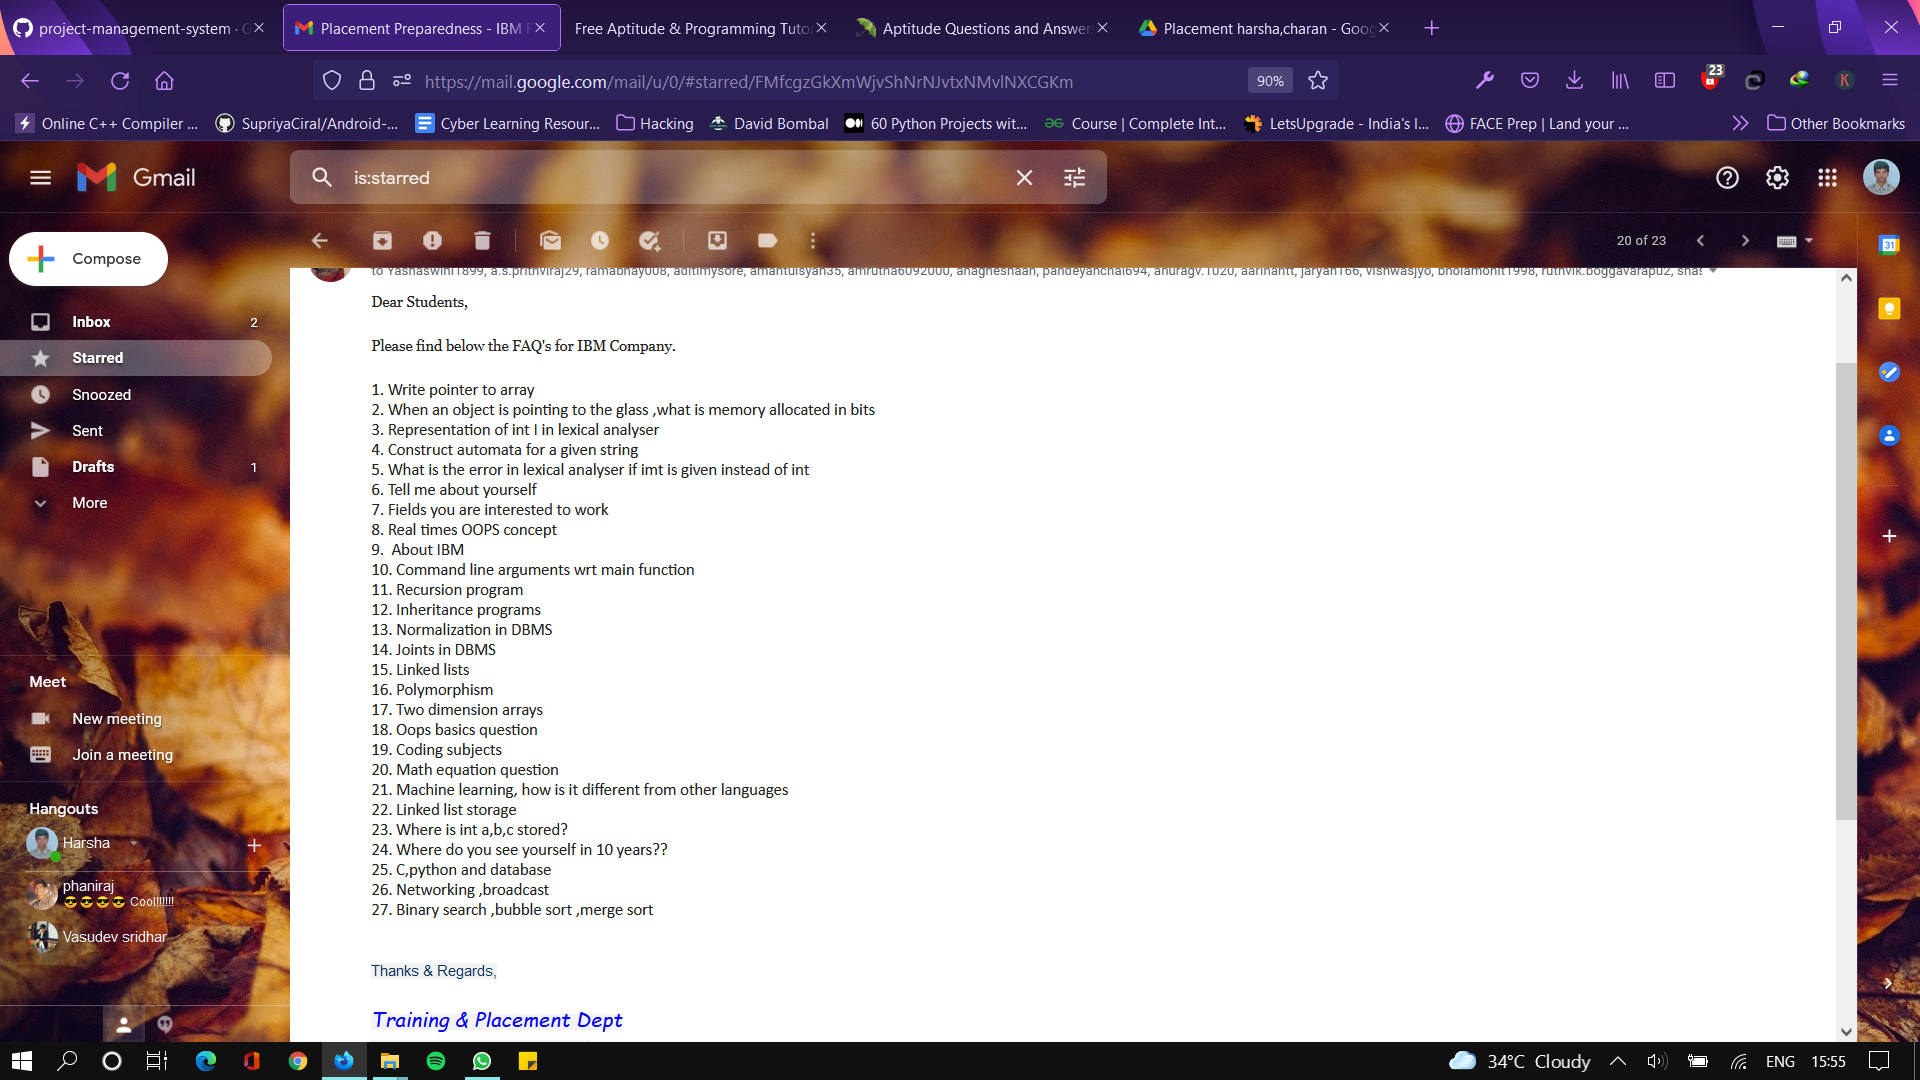 project-management-system · G
Placement Preparedness - IBM F
Free Aptitude & Programming Tuto
Aptitude Questions and Answer
Placement harsha,charan - Goog
https://mail.google.com/mail/u/0/#starred/FMfcgzGkXmWjvShNrNJvtxNMvlNXCGKm
90%
23
Online C++ Compiler ...
SupriyaCiral/Android-...
Cyber Learning Resour...
Hacking
David Bombal
60 Python Projects wit...
Course | Complete Int...
LetsUpgrade - India's l...
FACE Prep | Land your ...
Other Bookmarks
Gmail
is:starred
Compose
20 of 23
Inbox 2
Starred
Snoozed
Sent
Drafts 1
More
Meet
New meeting
Join a meeting
Hangouts
Harsha
phaniraj
😎😎😎😎 Cool!!!!!!
Vasudev sridhar
to Yashaswini1899, a.s.prithviraj29, ramabhay008, aditimysore, amantulsyan35, amrutha6092000, anagheshaan, pandeyanchal694, anuragv.1020, aarihantt, jaryan166, vishwasjyo, bholamohit1998, ruthvik.boggavarapu2, shas
Dear Students,
Please find below the FAQ's for IBM Company.
1. Write pointer to array
2. When an object is pointing to the glass ,what is memory allocated in bits
3. Representation of int I in lexical analyser
4. Construct automata for a given string
5. What is the error in lexical analyser if imt is given instead of int
6. Tell me about yourself
7. Fields you are interested to work
8. Real times OOPS concept
9.  About IBM
10. Command line arguments wrt main function
11. Recursion program
12. Inheritance programs
13. Normalization in DBMS
14. Joints in DBMS
15. Linked lists
16. Polymorphism
17. Two dimension arrays
18. Oops basics question
19. Coding subjects
20. Math equation question
21. Machine learning, how is it different from other languages
22. Linked list storage
23. Where is int a,b,c stored?
24. Where do you see yourself in 10 years??
25. C,python and database
26. Networking ,broadcast
27. Binary search ,bubble sort ,merge sort
Thanks & Regards,
Training & Placement Dept
31
K
34°C Cloudy
ENG
15:55